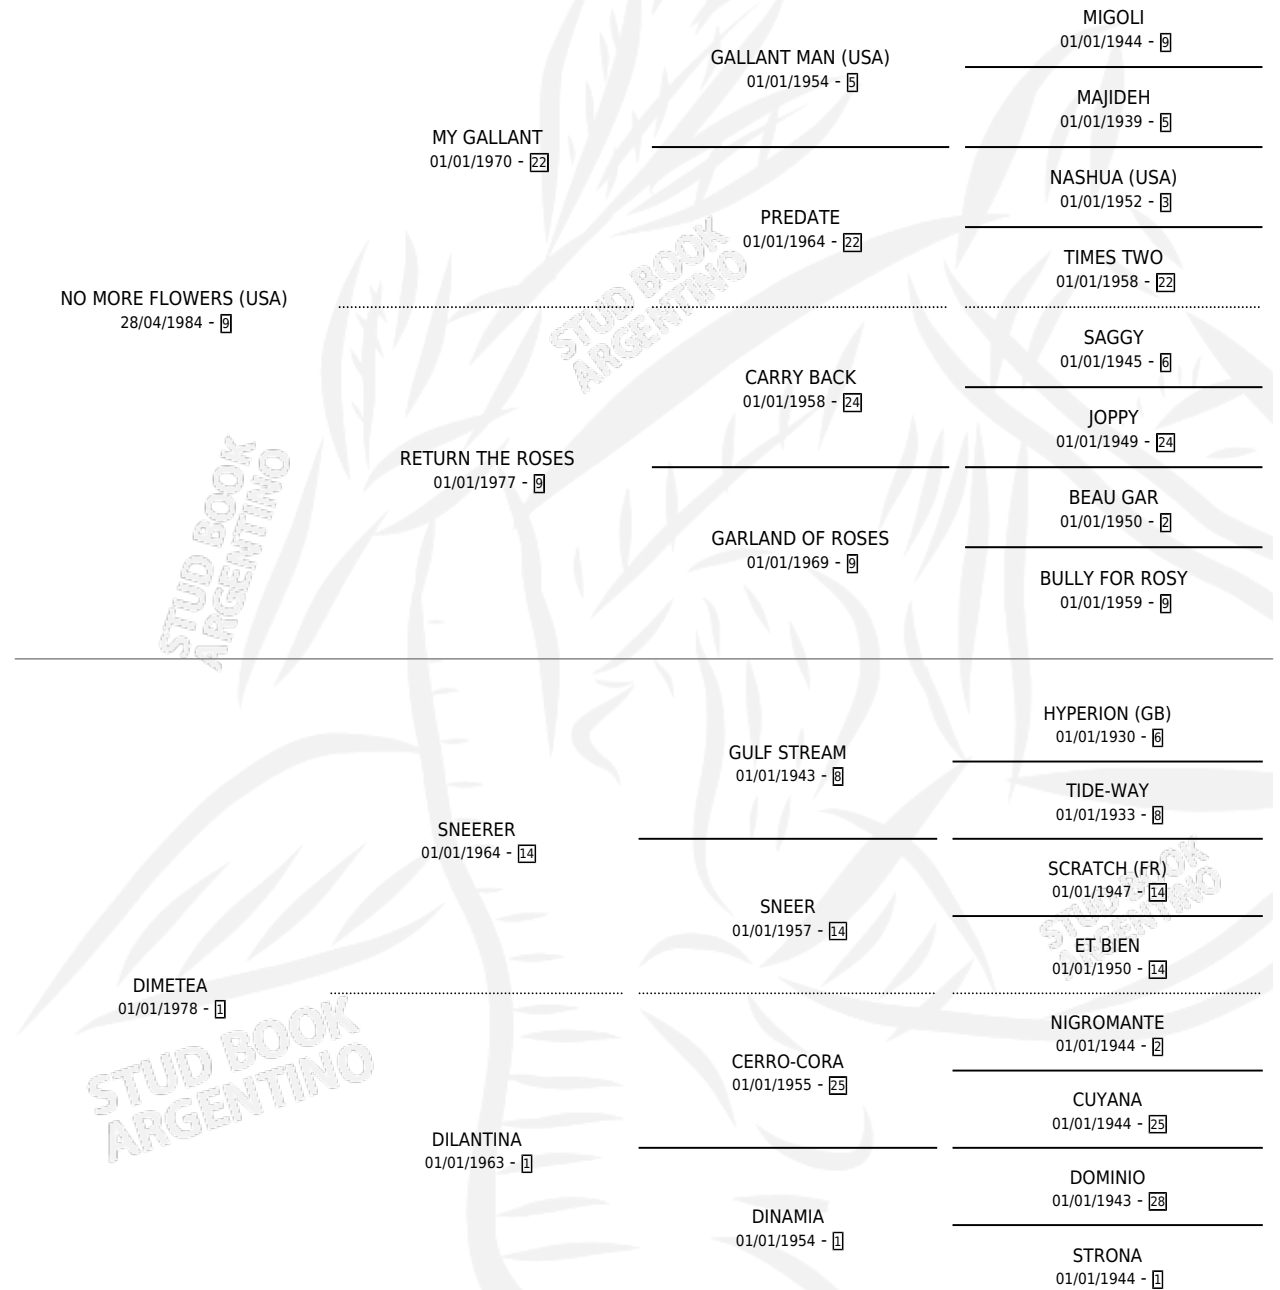 MIGOLI
01/01/1944 - 9
GALLANT MAN (USA)
01/01/1954 - 5
MAJIDEH
01/01/1939 - 5
MY GALLANT
01/01/1970 - 22
NASHUA (USA)
01/01/1952 - 3
PREDATE
01/01/1964 - 22
TIMES TWO
01/01/1958 - 22
NO MORE FLOWERS (USA)
28/04/1984 - 9
STUD BOOK
ARGENTINO
SAGGY
01/01/1945 - 6
CARRY BACK
01/01/1958 - 24
JOPPY
01/01/1949 - 24
RETURN THE ROSES
01/01/1977 - 9
BEAU GAR
01/01/1950 - 2
GARLAND OF ROSES
01/01/1969 - 9
BULLY FOR ROSY
01/01/1959 - 9
STUD BOOK
ARGENTINO
HYPERION (GB)
01/01/1930 - 6
GULF STREAM
01/01/1943 - 8
TIDE-WAY
01/01/1933 - 8
SNEERER
01/01/1964 - 14
SCRATCH (FR)
01/01/1947 - 14
SNEER
01/01/1957 - 14
ET BIEN
01/01/1950 - 14
STUD BOOK
ARGENTINO
DIMETEA
01/01/1978 - 1
STUD BOOK
ARGENTINO
NIGROMANTE
01/01/1944 - 2
CERRO-CORA
01/01/1955 - 25
CUYANA
01/01/1944 - 25
DILANTINA
01/01/1963 - 1
DOMINIO
01/01/1943 - 28
DINAMIA
01/01/1954 - 1
STRONA
01/01/1944 - 1